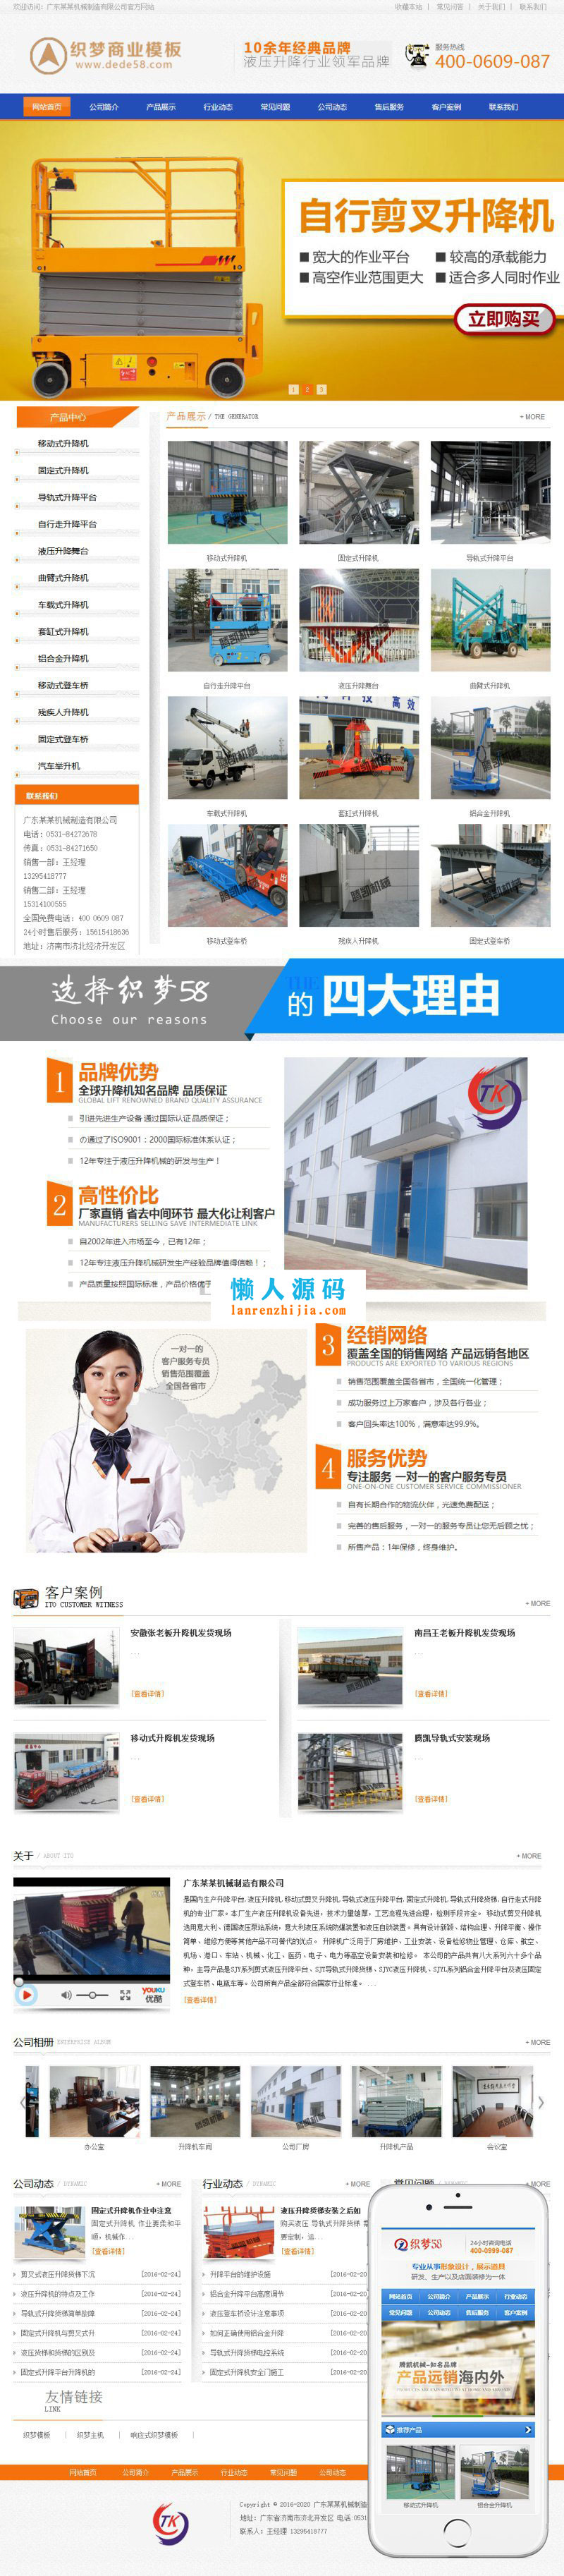 欢迎访问：广东某某机械制造有限公司官方网站
收藏本站 | 常见问答 | 关于我们 | 联系我们
织梦商业模板
www.dede58.com
10余年经典品牌
液压升降行业领军品牌
服务热线
400-0609-087
网站首页 公司简介 产品展示 行业动态 常见问题 公司动态 售后服务 客户案例 联系我们
自行剪叉升降机
■ 宽大的作业平台 ■ 较高的承载能力
■ 高空作业范围更大 ■ 适合多人同时作业
立即购买
1 2 3
产品中心
移动式升降机
固定式升降机
导轨式升降平台
自行走升降平台
液压升降舞台
曲臂式升降机
车载式升降机
套缸式升降机
铝合金升降机
移动式登车桥
残疾人升降机
固定式登车桥
汽车举升机
联系我们
广东某某机械制造有限公司
电话：0531-84272678
传真：0531-84271650
销售一部：王经理
13295418777
销售二部：王经理
15314100555
全国免费电话：400 0609 087
24小时售后服务：15615418636
地址：济南市济北经济开发区
产品展示 / THE GENERATOR
+ MORE
移动式升降机 固定式升降机 导轨式升降平台
自行走升降平台 液压升降舞台 曲臂式升降机
车载式升降机 套缸式升降机 铝合金升降机
移动式登车桥 残疾人升降机 固定式登车桥
选择织梦58
Choose our reasons
的 四大理由
1 品牌优势
全球升降机知名品牌 品质保证
GLOBAL LIFT RENOWNED BRAND QUALITY ASSURANCE
引进先进生产设备 通过国际认证 品质保证；
の通过了ISO9001：2000国际标准体系认证；
12年专注于液压升降机械的研发与生产！
2 高性价比
厂家直销 省去中间环节 最大化让利客户
MANUFACTURERS SELLING SAVE INTERMEDIATE LINK
自2002年进入市场至今，已有12年；
12年专注液压升降机械研发生产经验品牌值得信赖！；
产品质量按照国际标准，产品价格优于
TK
懒人源码
lanrenzhijia.com
一对一的
客户服务专员
销售范围覆盖
全国各省市
3 经销网络
覆盖全国的销售网络 产品远销各地区
PRODUCTS ARE EXPORTED TO VARIOUS REGIONS
销售范围覆盖全国各省市，全国统一化管理；
成功服务过上万家客户，涉及各行各业；
客户回头率达100%，满意率达99.9%。
4 服务优势
专注服务 一对一的客户服务专员
ONE-ON-ONE CUSTOMER SERVICE COMMISSIONER
自有长期合作的物流伙伴，光速免费配送；
完善的售后服务，一对一的服务专员让您无后顾之忧；
所售产品：1年保修，终身维护。
客户案例
ITO CUSTOMER WITNESS
+ MORE
安徽张老板升降机发货现场
...
[查看详情]
南昌王老板升降机发货现场
...
[查看详情]
移动式升降机发货现场
...
[查看详情]
腾凯导轨式安装现场
...
[查看详情]
关于 / ABOUT ITO
+ MORE
YOUKU
优酷
广东某某机械制造有限公司
是国内生产升降平台,液压升降机,移动式剪叉升降机,导轨式液压升降平台,固定式升降机,导轨式升降货梯,自行走式升降
机的专业厂家。本厂生产液压升降机设备先进，技术力量雄厚，工艺流程先进合理，检测手段齐全。 移动式剪叉升降机
选用意大利、德国液压泵站系统，意大利液压系统防爆装置和液压自锁装置。具有设计新颖、结构合理、升降平衡、操作
简单、维修方便等其他产品不可替代的优点。 升降机广泛用于厂房维护、工业安装、设备检修物业管理、仓库、航空、
机场、港口、车站、机械、化工、医药、电子、电力等高空设备安装和检修。 本公司的产品共有八大系列六十多个品
种，主导产品是SJY系列剪式液压升降平台、SJT导轨式升降货梯、SJYC液压升降机、SJYL系列铝合金升降平台及液压固定
式登车桥、电瓶车等。公司所有产品全部符合国家行业标准。 ...
[查看详情]
公司相册 ENTERPRISE ALBUM
+ MORE
办公室 升降机车间 公司厂房 升降机产品 会议室
公司动态 / DYNAMIC
+ MORE
固定式升降机作业中注意
固定式升降机 作业要柔和平
顺，机械作...
[查看详情]
剪叉式液压升降货梯下沉 [2016-02-24]
液压升降机的特点及工作 [2016-02-24]
导轨式升降货梯简单故障 [2016-02-24]
固定式升降机与剪叉式升 [2016-02-24]
液压货梯和货梯的区别及 [2016-02-24]
固定式升降平台升降机的 [2016-02-24]
行业动态 / DYNAMIC
+ MORE
液压升降货梯安装之后如
购买液压 导轨式升降货梯
要定制，运...
[查看详情]
升降平台的维护设施 [2016-02-20
铝合金升降平台高度调节 [2016-02-20
液压登车桥设计注意事项 [2016-02-20
如何正确使用铝合金升降 [2016-02-20
导轨式升降货梯电控系统 [2016-02-20
固定式升降机安全门施工 [2016-02-20
常见问题 / DYNAMIC
+ MORE
织梦58
24小时咨询电话
400-0999-087
专业从事形象设计，展示道具
研发、生产以及店面装修为一体
网站首页 公司简介 产品展示 行业动态
常见问题 公司动态 售后服务 客户案例
腾凯机械-知名品牌
产品远销海内外
推荐产品
移动式升降机 铝合金升降机
友情链接
LINK
织梦模板 | 织梦主机 | 响应式织梦模板 |
网站首页 公司简介 产品展示 行业动态 常见问题 公司动态
TK
Copyright © 2016-2020 广东某某机械制造
地址：广东省济南市济北开发区 电话:0531
联系人：王经理 13295418777